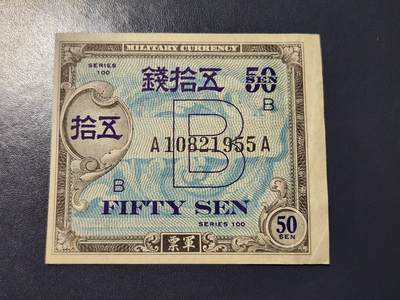 MILITARY CURRENCY
SERIES
100
錢拾五
50
SEN
B
拾五
B
A10821955A
B
FIFTY SEN
SERIES 100
50
SEN
票軍